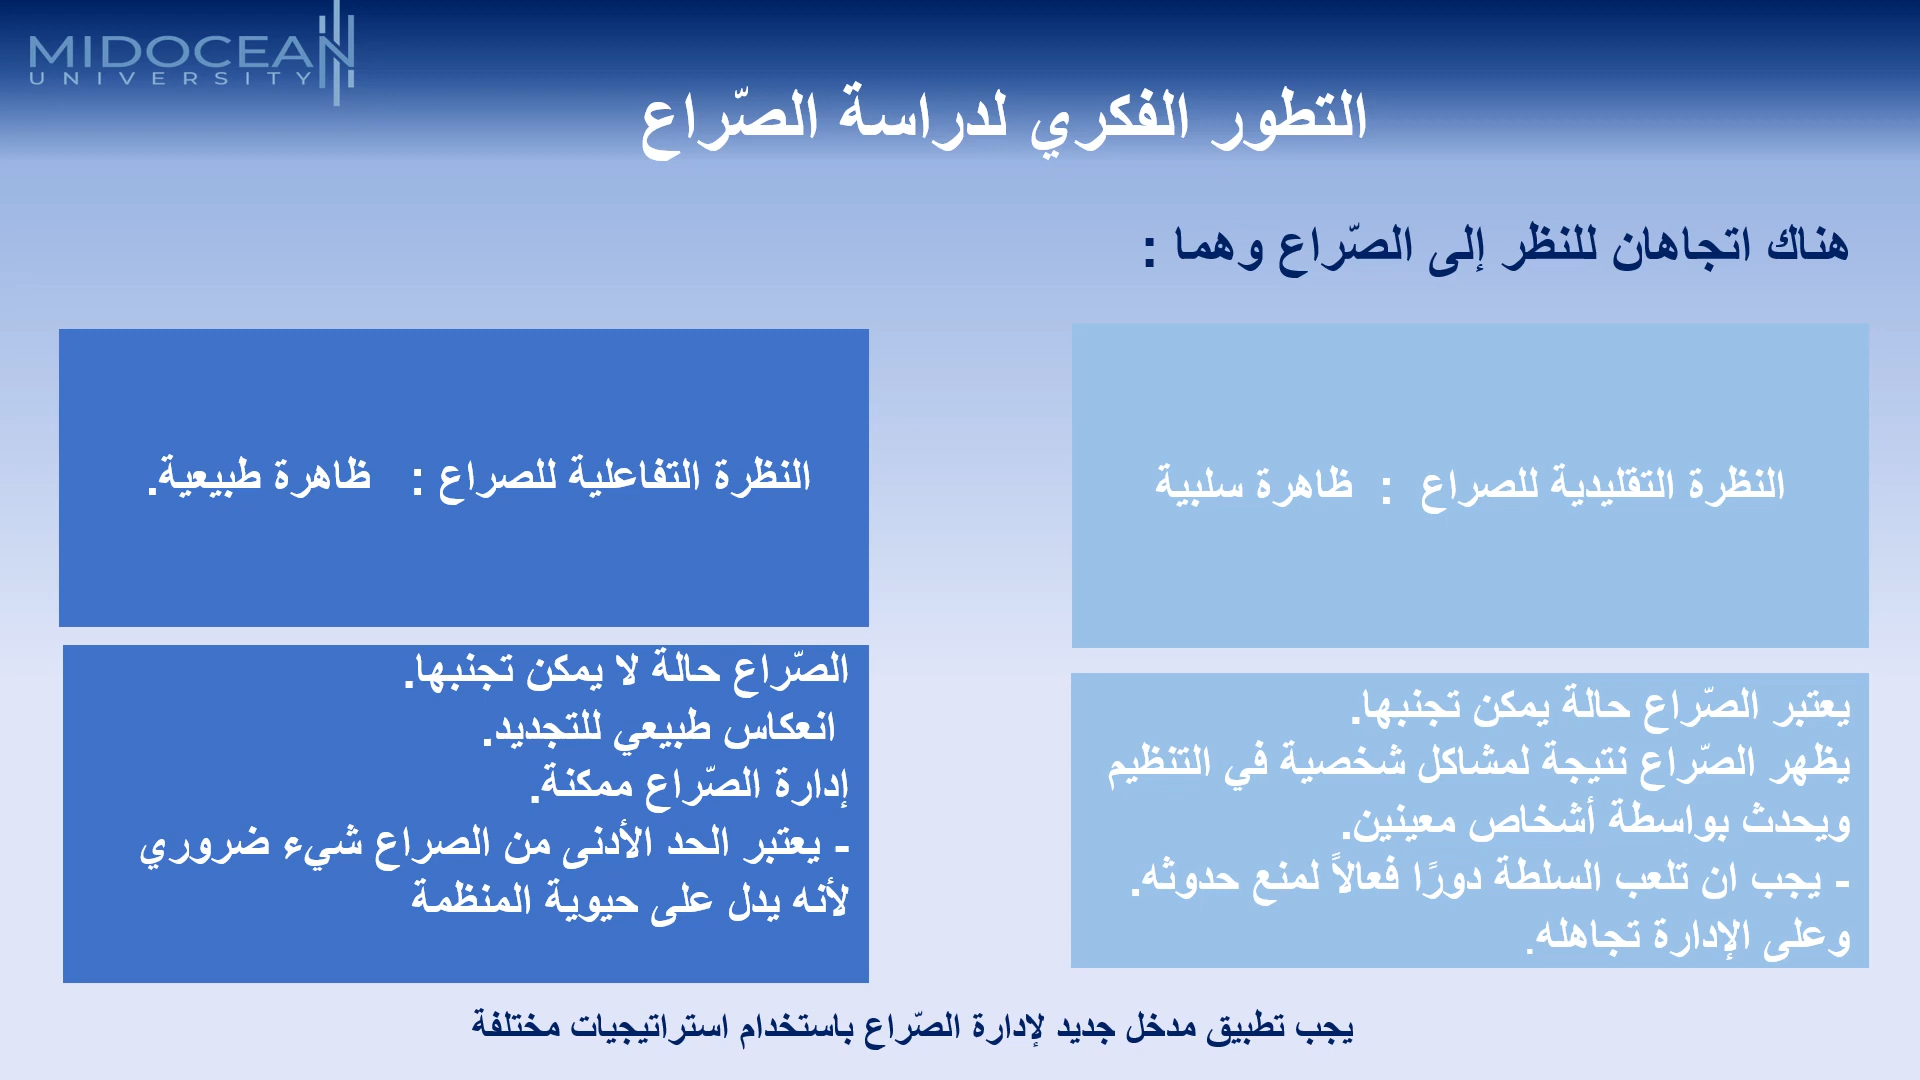 MIDOCEAN
UNIVERSITY
التطور الفكري لدراسة الصّراع
هناك اتجاهان للنظر إلى الصّراع وهما :
النظرة التقليدية للصراع : ظاهرة سلبية
يعتبر الصّراع حالة يمكن تجنبها.
يظهر الصّراع نتيجة لمشاكل شخصية في التنظيم
ويحدث بواسطة أشخاص معينين.
- يجب ان تلعب السلطة دورًا فعالاً لمنع حدوثه.
وعلى الإدارة تجاهله.
النظرة التفاعلية للصراع : ظاهرة طبيعية.
الصّراع حالة لا يمكن تجنبها.
انعكاس طبيعي للتجديد.
إدارة الصّراع ممكنة.
- يعتبر الحد الأدنى من الصراع شيء ضروري
لأنه يدل على حيوية المنظمة
يجب تطبيق مدخل جديد لإدارة الصّراع باستخدام استراتيجيات مختلفة